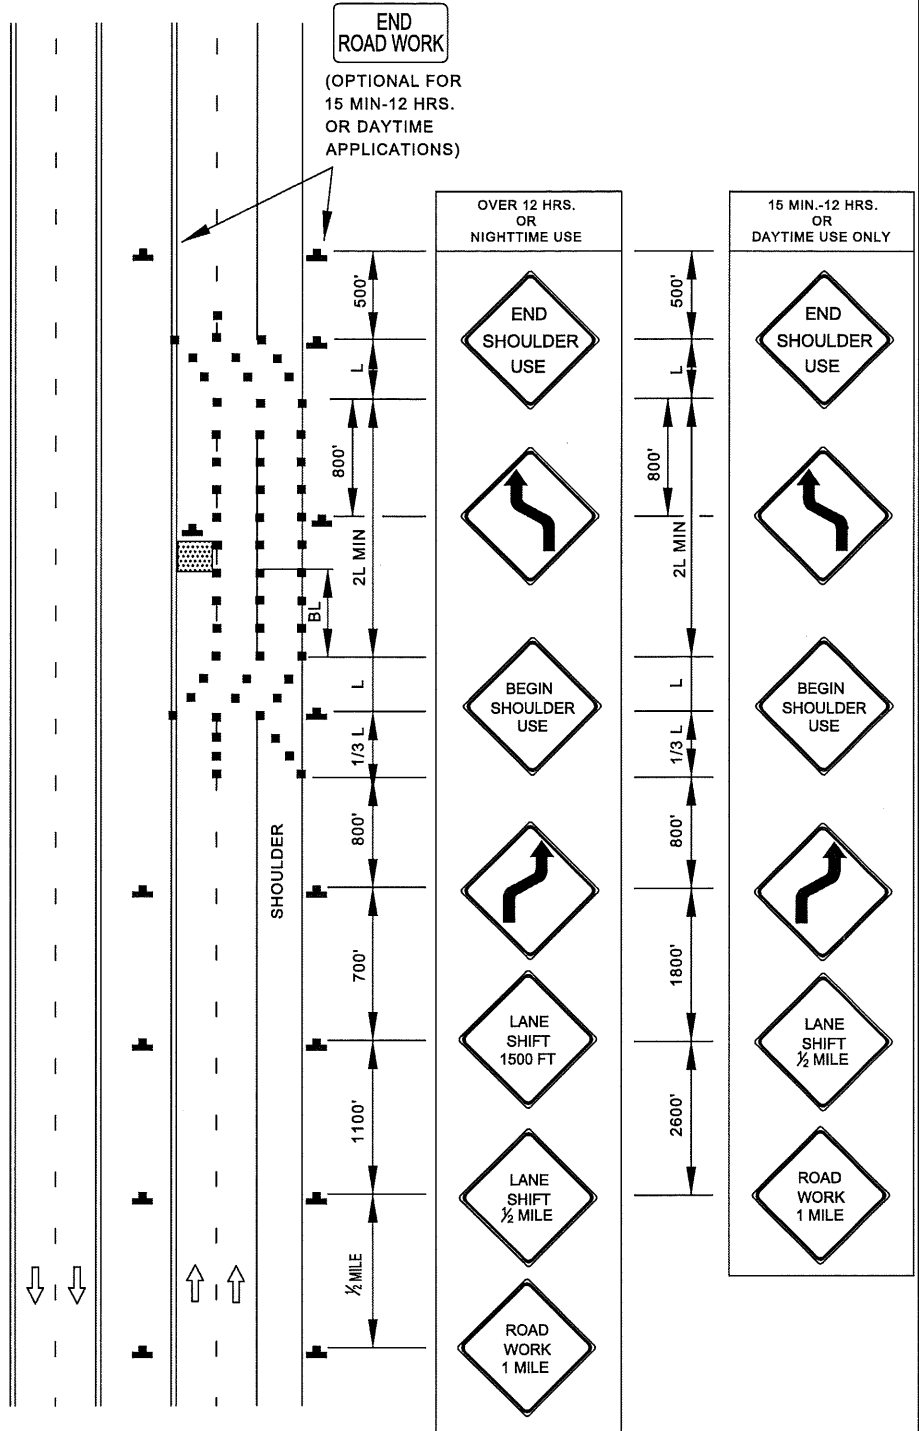 END
ROAD WORK
(OPTIONAL FOR
15 MIN-12 HRS.
OR DAYTIME
APPLICATIONS)
OVER 12 HRS.
OR
NIGHTTIME USE
15 MIN.-12 HRS.
OR
DAYTIME USE ONLY
500'
END
SHOULDER
USE
500'
END
SHOULDER
USE
L
L
800'
2L MIN
800'
2L MIN
BL
L
BEGIN
SHOULDER
USE
L
BEGIN
SHOULDER
USE
1/3 L
1/3 L
SHOULDER
800'
800'
700'
1800'
LANE
SHIFT
1500 FT
LANE
SHIFT
½ MILE
1100'
2600'
LANE
SHIFT
½ MILE
ROAD
WORK
1 MILE
½ MILE
ROAD
WORK
1 MILE